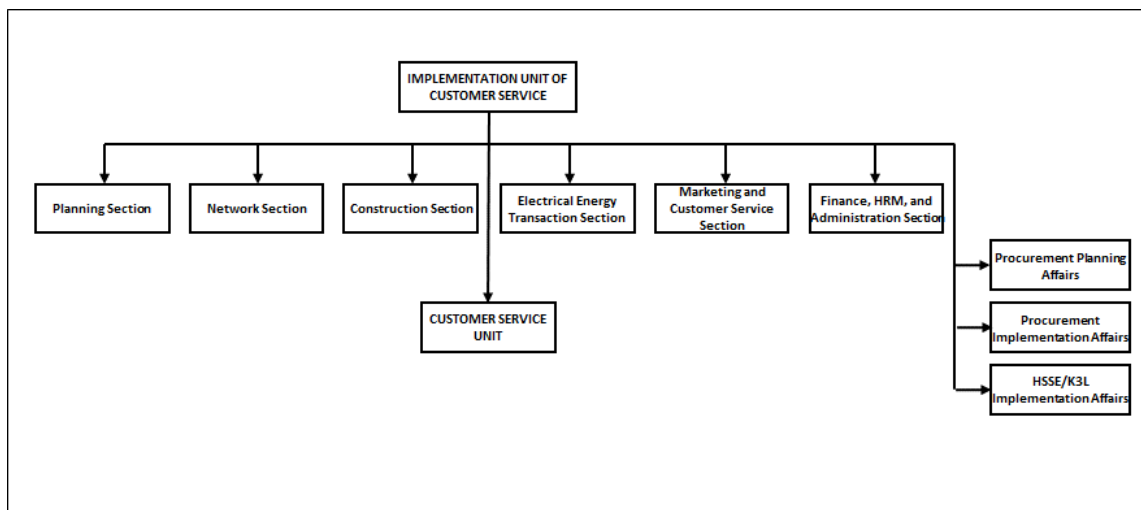 IMPLEMENTATION UNIT OF
CUSTOMER SERVICE
Planning Section
Network Section
Construction Section
Electrical Energy
Transaction Section
Marketing and
Customer Service
Section
Finance, HRM, and
Administration Section
Procurement Planning
Affairs
CUSTOMER SERVICE
UNIT
Procurement
Implementation Affairs
HSSE/K3L
Implementation Affairs